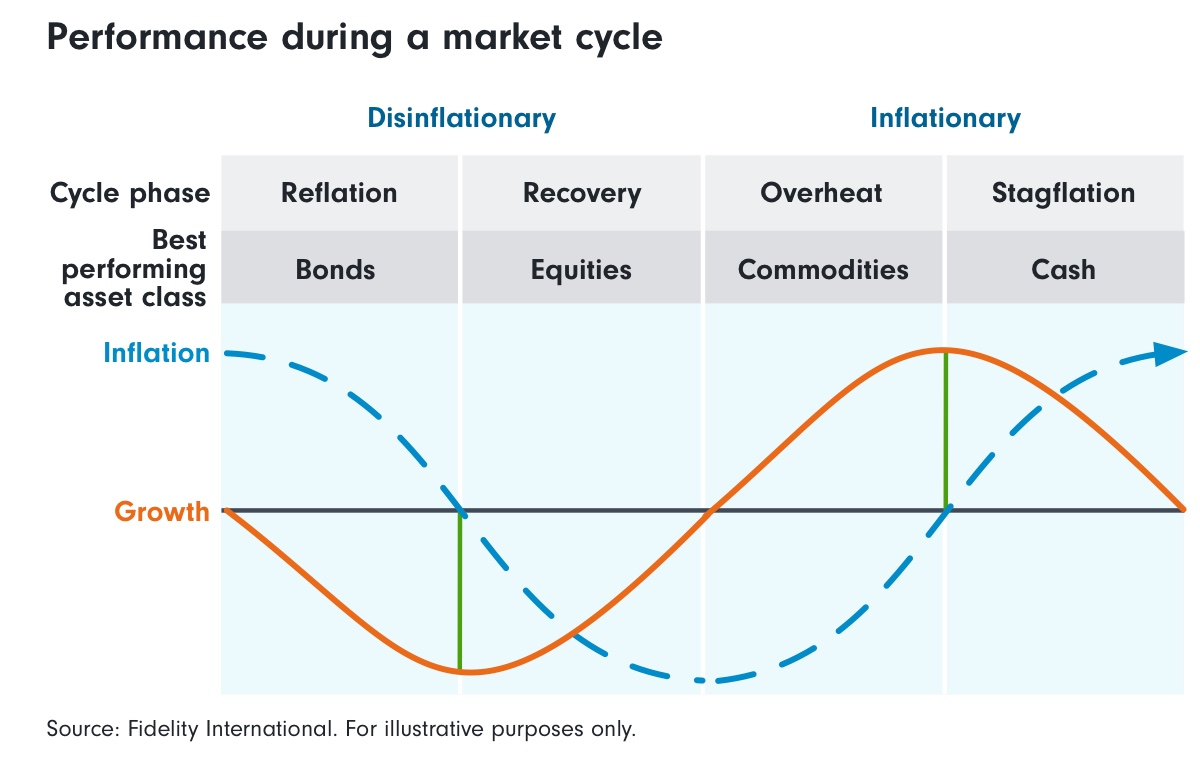 Performance during a market cycle
Disinflationary
Inflationary
Cycle phase
Reflation
Recovery
Overheat
Stagflation
Best
performing
asset class
Bonds
Equities
Commodities
Cash
Inflation
Growth
Source: Fidelity International. For illustrative purposes only.